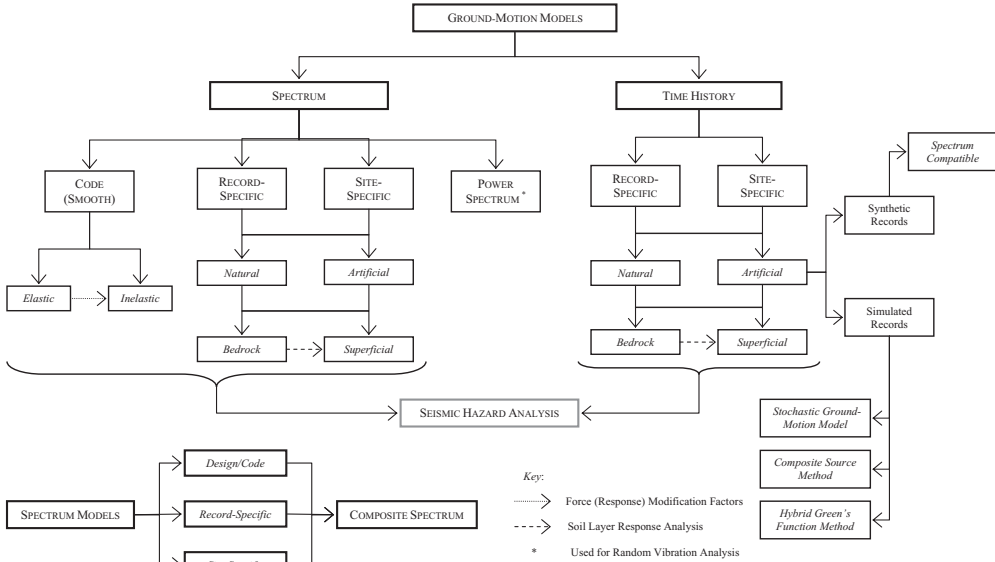 GROUND-MOTION MODELS
SPECTRUM
TIME HISTORY
CODE
(SMOOTH)
RECORD-
SPECIFIC
SITE-
SPECIFIC
POWER
SPECTRUM*
RECORD-
SPECIFIC
SITE-
SPECIFIC
Spectrum
Compatible
Synthetic
Records
Elastic
Inelastic
Natural
Artificial
Natural
Artificial
Simulated
Records
Bedrock
Superficial
Bedrock
Superficial
SEISMIC HAZARD ANALYSIS
Stochastic Ground-
Motion Model
Composite Source
Method
Hybrid Green's
Function Method
SPECTRUM MODELS
Design/Code
Record-Specific
COMPOSITE SPECTRUM
Key:
Force (Response) Modification Factors
Soil Layer Response Analysis
* Used for Random Vibration Analysis